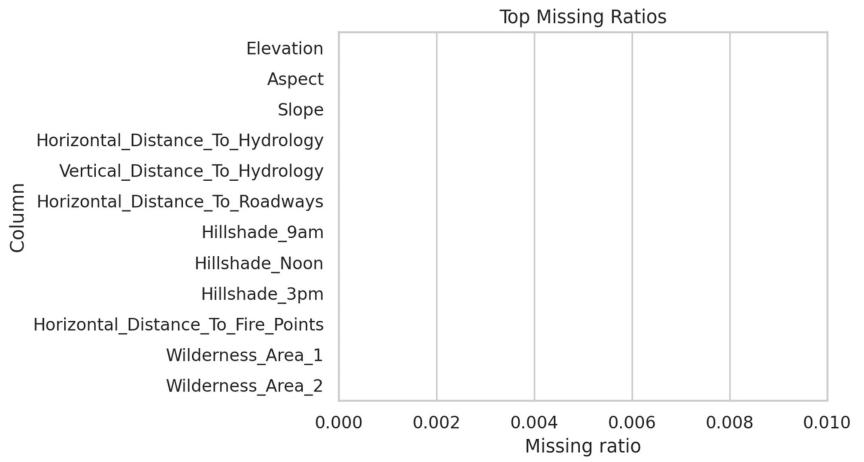 Top Missing Ratios
Column
Elevation
Aspect
Slope
Horizontal_Distance_To_Hydrology
Vertical_Distance_To_Hydrology
Horizontal_Distance_To_Roadways
Hillshade_9am
Hillshade_Noon
Hillshade_3pm
Horizontal_Distance_To_Fire_Points
Wilderness_Area_1
Wilderness_Area_2
0.000 0.002 0.004 0.006 0.008 0.010
Missing ratio